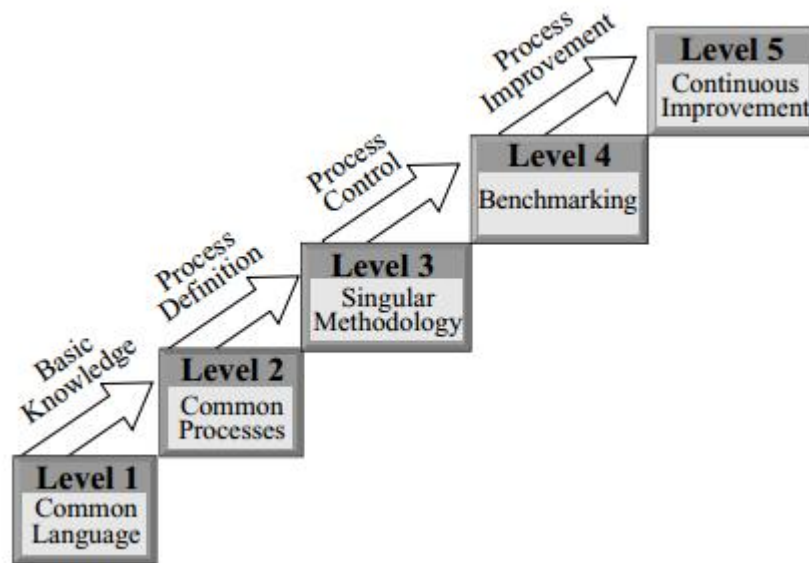 Process
Improvement
Level 5
Continuous
Improvement
Process
Control
Level 4
Benchmarking
Process
Definition
Level 3
Singular
Methodology
Basic
Knowledge
Level 2
Common
Processes
Level 1
Common
Language